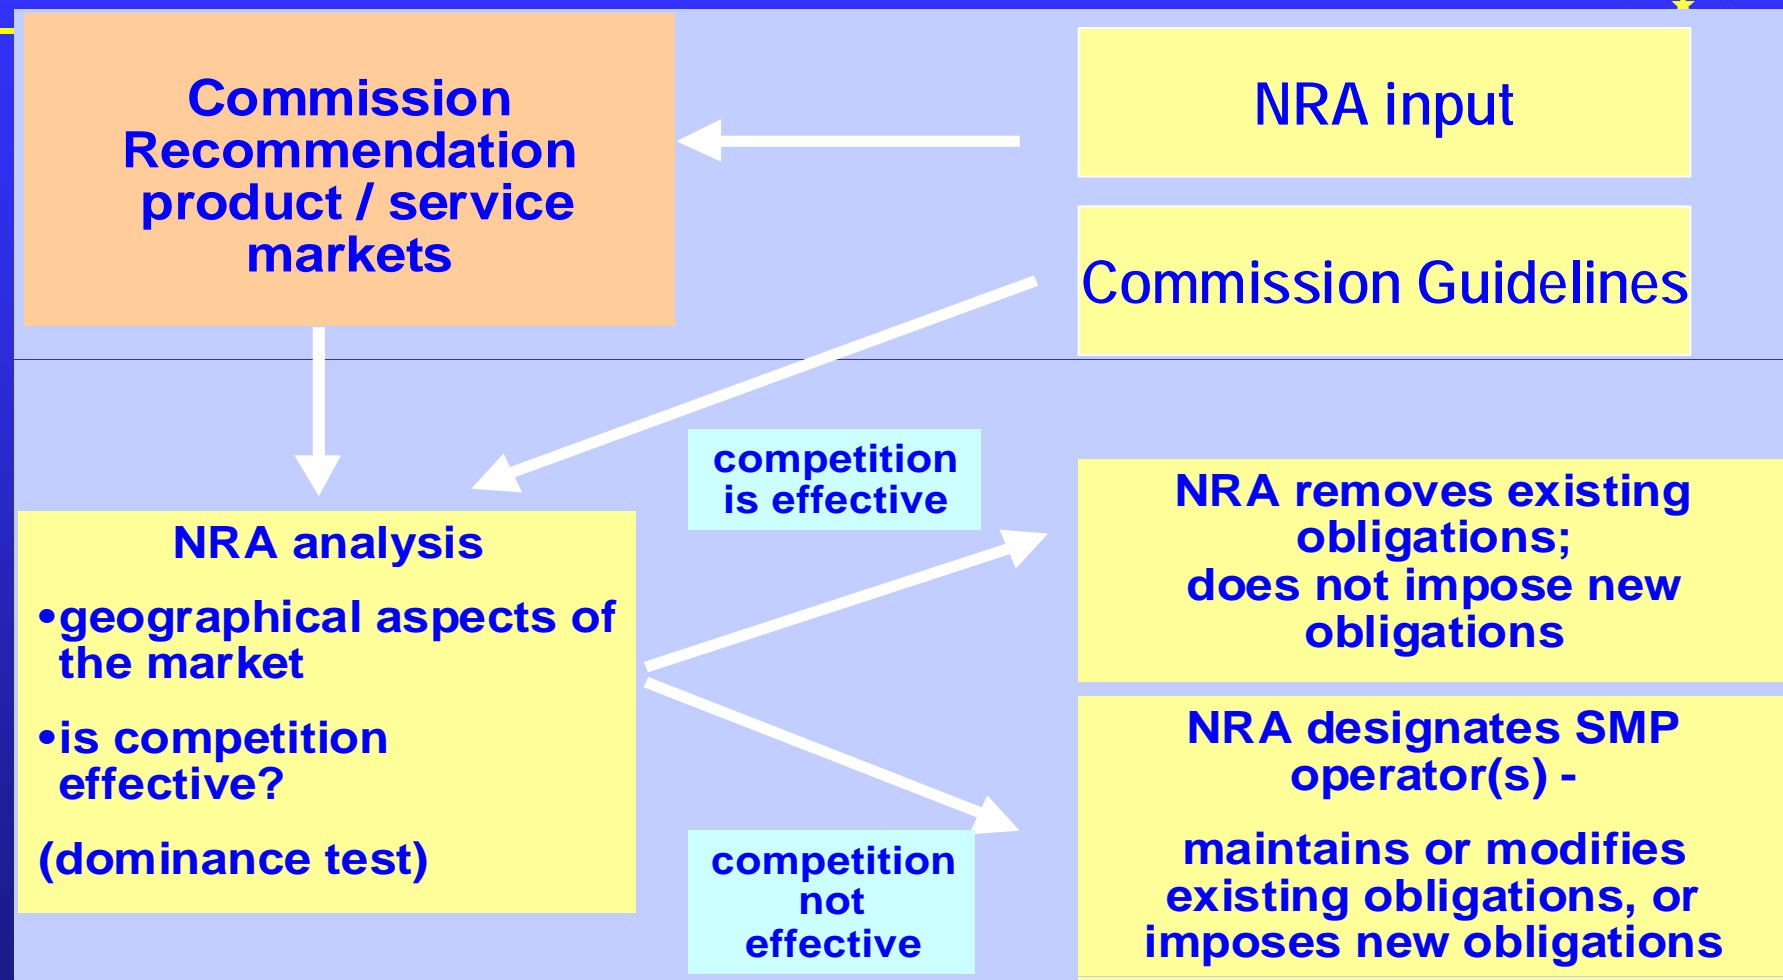 Commission
Recommendation
product / service
markets
NRA input
Commission Guidelines
competition
is effective
NRA analysis
•geographical aspects of
the market
•is competition
effective?
(dominance test)
NRA removes existing
obligations;
does not impose new
obligations
competition
not
effective
NRA designates SMP
operator(s) -
maintains or modifies
existing obligations, or
imposes new obligations